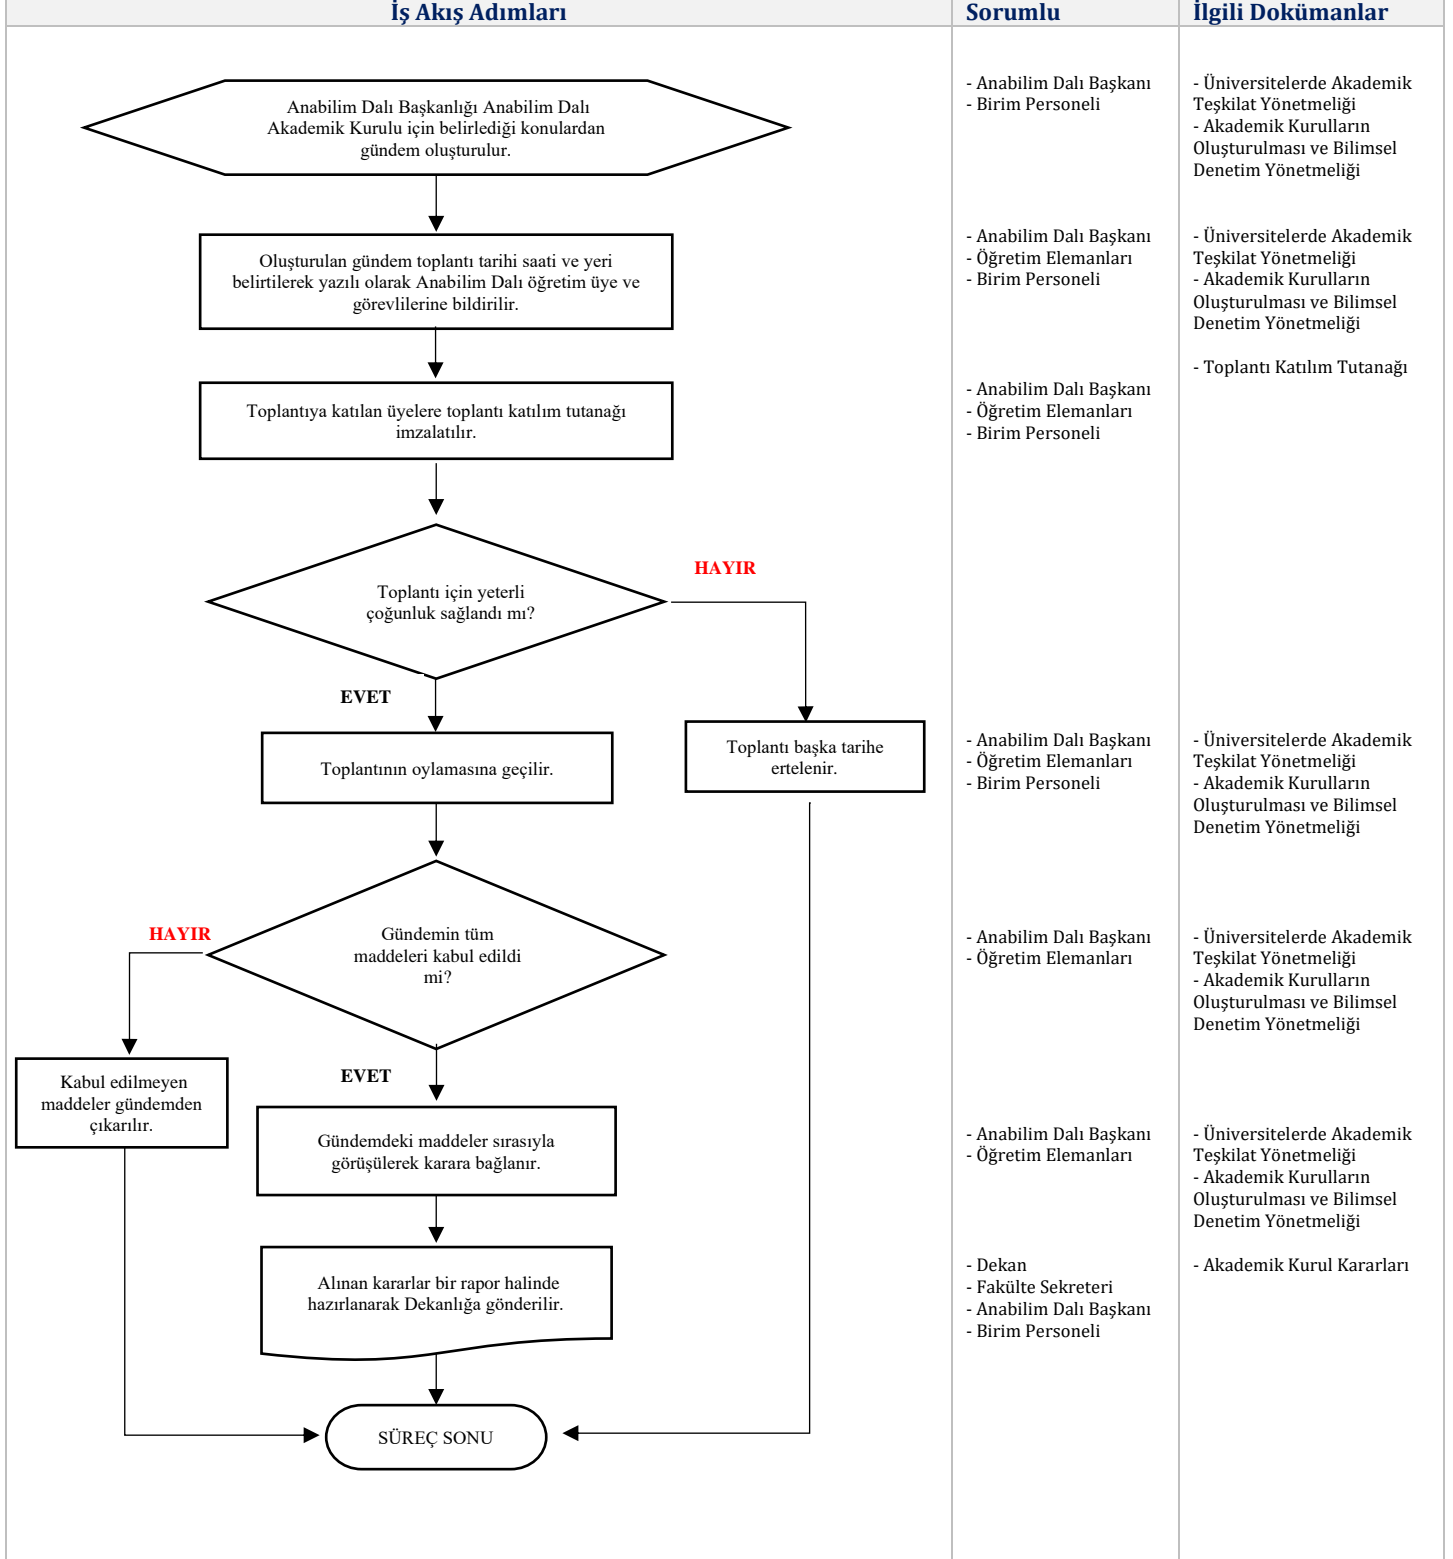 İş Akış Adımları
Sorumlu
İlgili Dokümanlar
Anabilim Dalı Başkanlığı Anabilim Dalı
Akademik Kurulu için belirlediği konulardan
gündem oluşturulur.
- Anabilim Dalı Başkanı
- Birim Personeli
- Üniversitelerde Akademik
Teşkilat Yönetmeliği
- Akademik Kurulların
Oluşturulması ve Bilimsel
Denetim Yönetmeliği
Oluşturulan gündem toplantı tarihi saati ve yeri
belirtilerek yazılı olarak Anabilim Dalı öğretim üye ve
görevlilerine bildirilir.
- Anabilim Dalı Başkanı
- Öğretim Elemanları
- Birim Personeli
- Üniversitelerde Akademik
Teşkilat Yönetmeliği
- Akademik Kurulların
Oluşturulması ve Bilimsel
Denetim Yönetmeliği
Toplantıya katılan üyelere toplantı katılım tutanağı
imzalatılır.
- Anabilim Dalı Başkanı
- Öğretim Elemanları
- Birim Personeli
- Toplantı Katılım Tutanağı
Toplantı için yeterli
çoğunluk sağlandı mı?
HAYIR
EVET
Toplantının oylamasına geçilir.
Toplantı başka tarihe
ertelenir.
- Anabilim Dalı Başkanı
- Öğretim Elemanları
- Birim Personeli
- Üniversitelerde Akademik
Teşkilat Yönetmeliği
- Akademik Kurulların
Oluşturulması ve Bilimsel
Denetim Yönetmeliği
HAYIR
Gündemin tüm
maddeleri kabul edildi
mi?
- Anabilim Dalı Başkanı
- Öğretim Elemanları
- Üniversitelerde Akademik
Teşkilat Yönetmeliği
- Akademik Kurulların
Oluşturulması ve Bilimsel
Denetim Yönetmeliği
Kabul edilmeyen
maddeler gündemden
çıkarılır.
EVET
Gündemdeki maddeler sırasıyla
görüşülerek karara bağlanır.
- Anabilim Dalı Başkanı
- Öğretim Elemanları
- Üniversitelerde Akademik
Teşkilat Yönetmeliği
- Akademik Kurulların
Oluşturulması ve Bilimsel
Denetim Yönetmeliği
Alınan kararlar bir rapor halinde
hazırlanarak Dekanlığa gönderilir.
- Dekan
- Fakülte Sekreteri
- Anabilim Dalı Başkanı
- Birim Personeli
- Akademik Kurul Kararları
SÜREÇ SONU